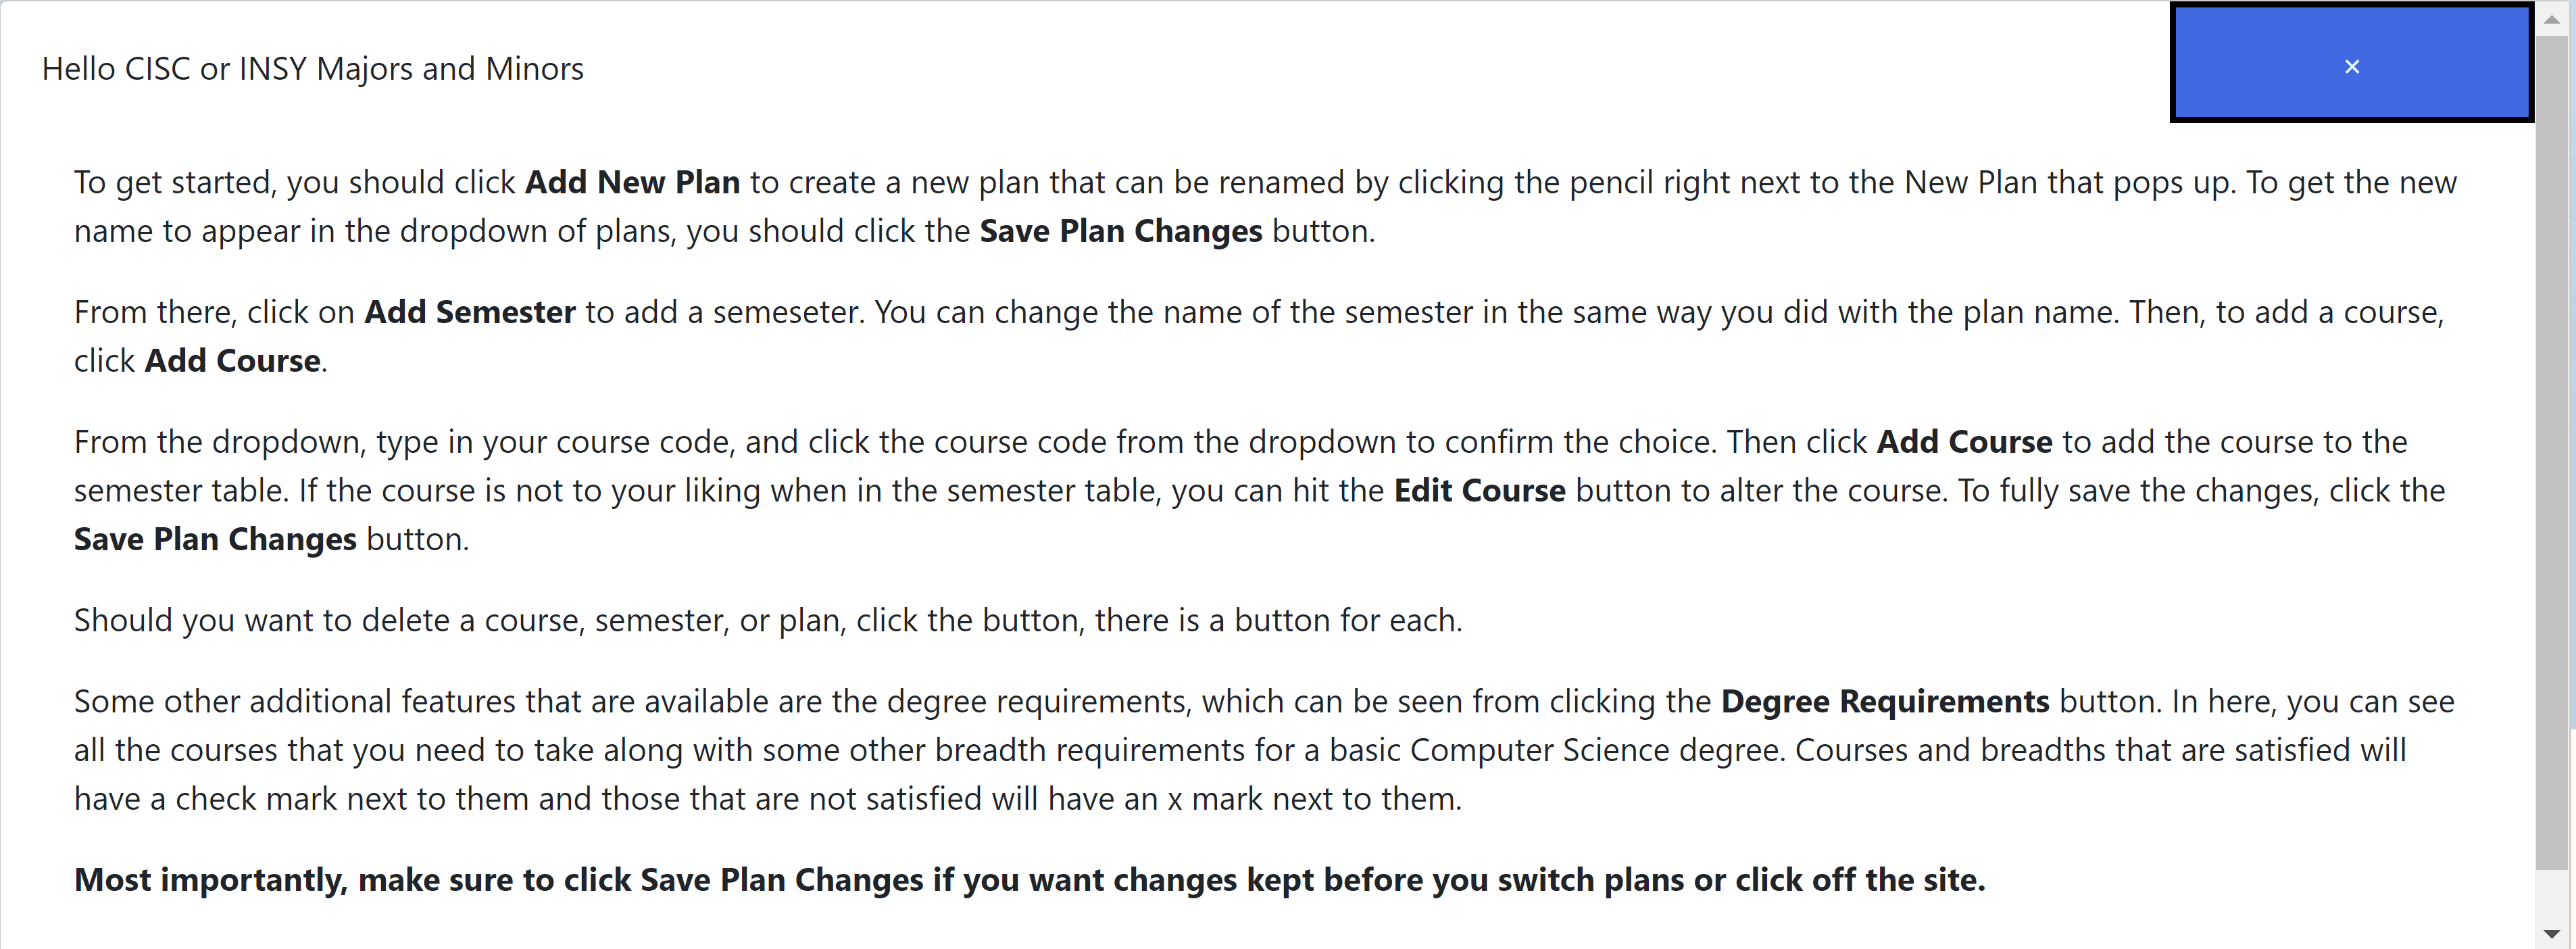 Hello CISC or INSY Majors and Minors
×
To get started, you should click Add New Plan to create a new plan that can be renamed by clicking the pencil right next to the New Plan that pops up. To get the new
name to appear in the dropdown of plans, you should click the Save Plan Changes button.
From there, click on Add Semester to add a semeseter. You can change the name of the semester in the same way you did with the plan name. Then, to add a course,
click Add Course.
From the dropdown, type in your course code, and click the course code from the dropdown to confirm the choice. Then click Add Course to add the course to the
semester table. If the course is not to your liking when in the semester table, you can hit the Edit Course button to alter the course. To fully save the changes, click the
Save Plan Changes button.
Should you want to delete a course, semester, or plan, click the button, there is a button for each.
Some other additional features that are available are the degree requirements, which can be seen from clicking the Degree Requirements button. In here, you can see
all the courses that you need to take along with some other breadth requirements for a basic Computer Science degree. Courses and breadths that are satisfied will
have a check mark next to them and those that are not satisfied will have an x mark next to them.
Most importantly, make sure to click Save Plan Changes if you want changes kept before you switch plans or click off the site.